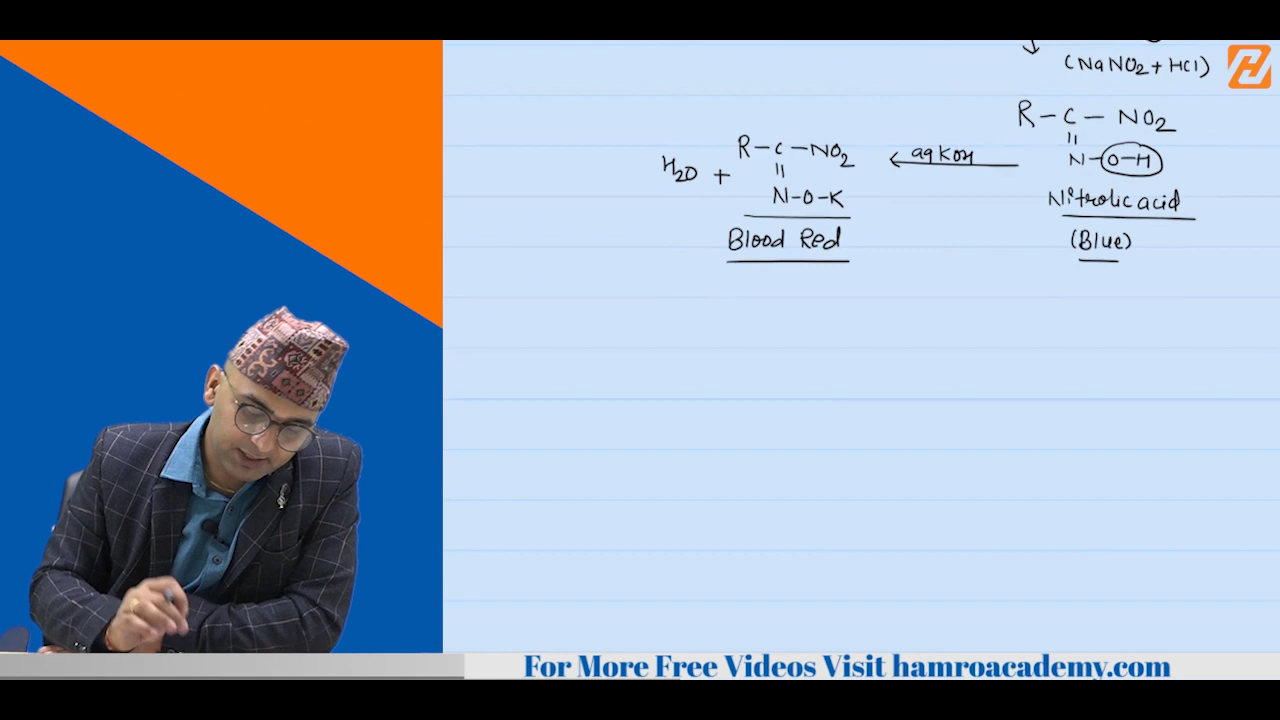 (NaNO2 + HCl)
R – C – NO2
||
N – O – H
Nitrolic acid
(Blue)
aq KOH
H2O + R – C – NO2
||
N – O – K
Blood Red
For More Free Videos Visit hamroacademy.com